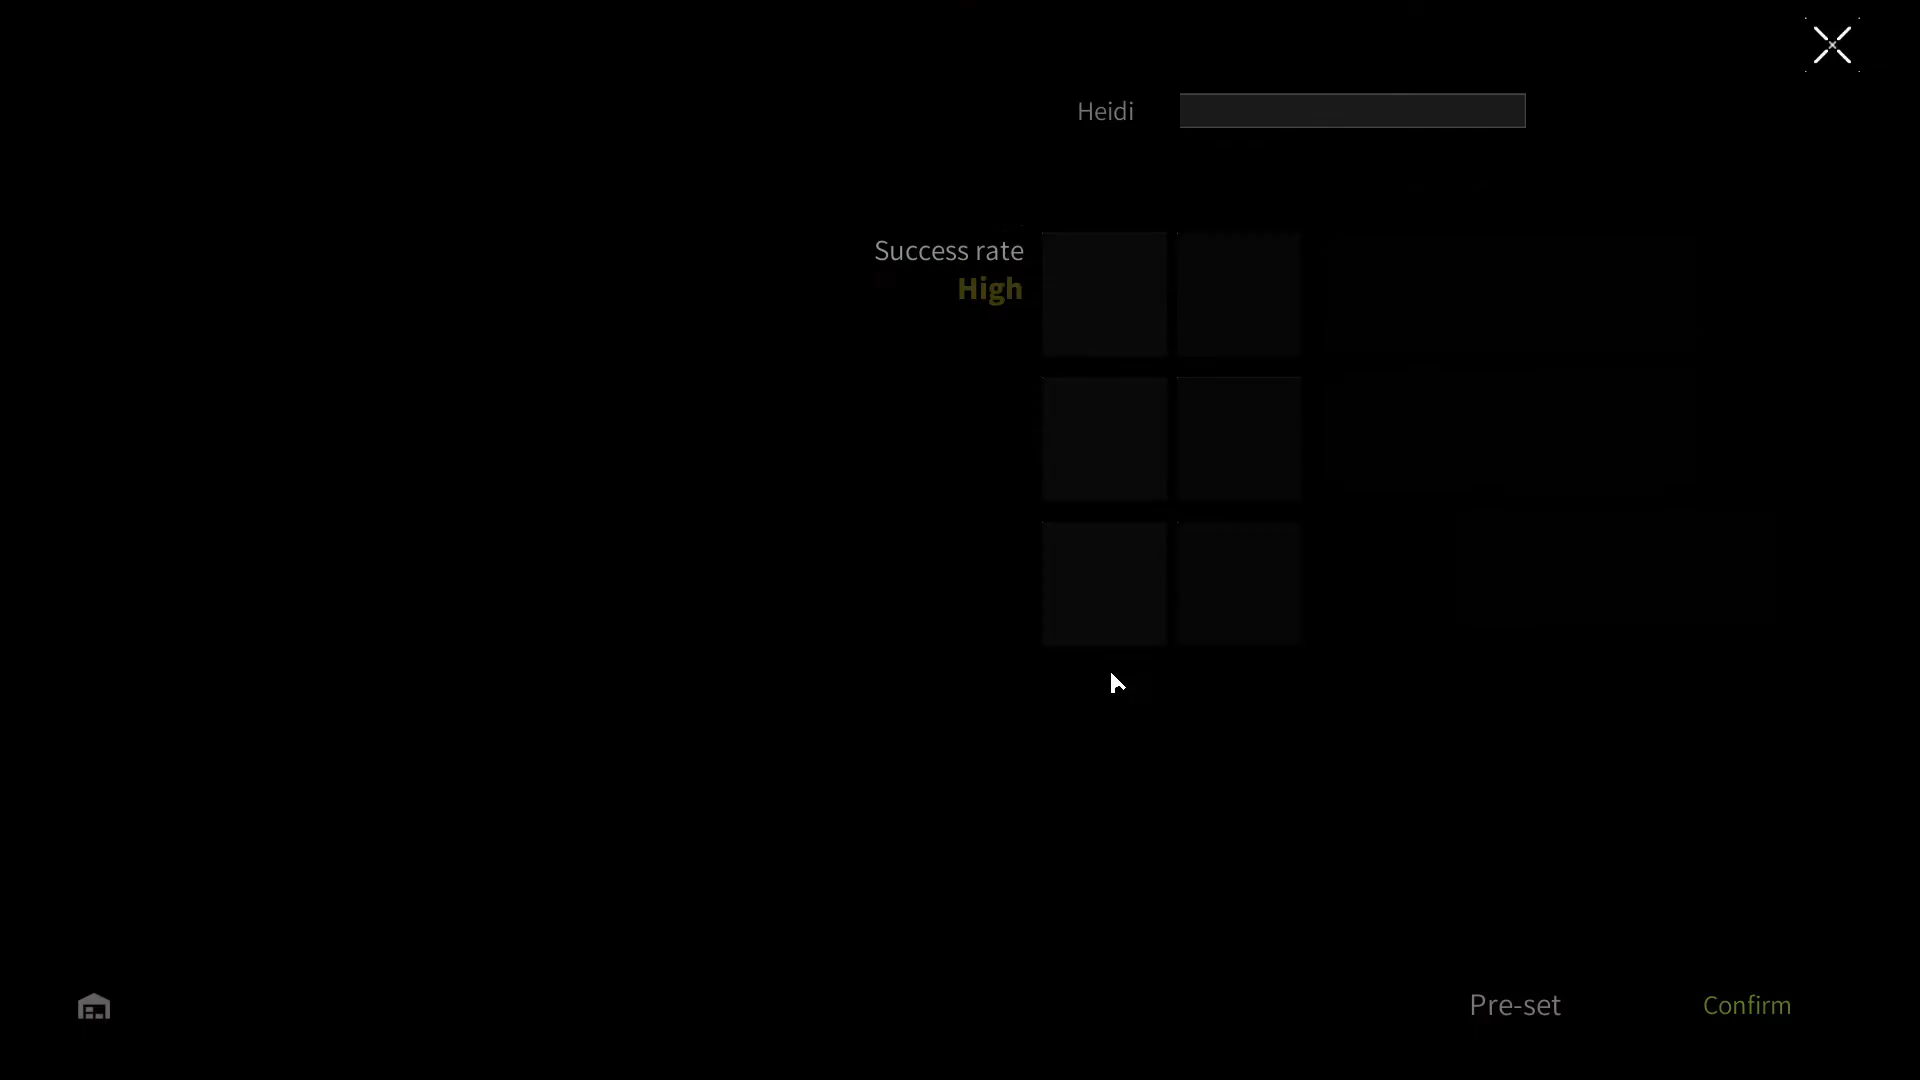 Heidi
Success rate
High
Pre-set
Confirm